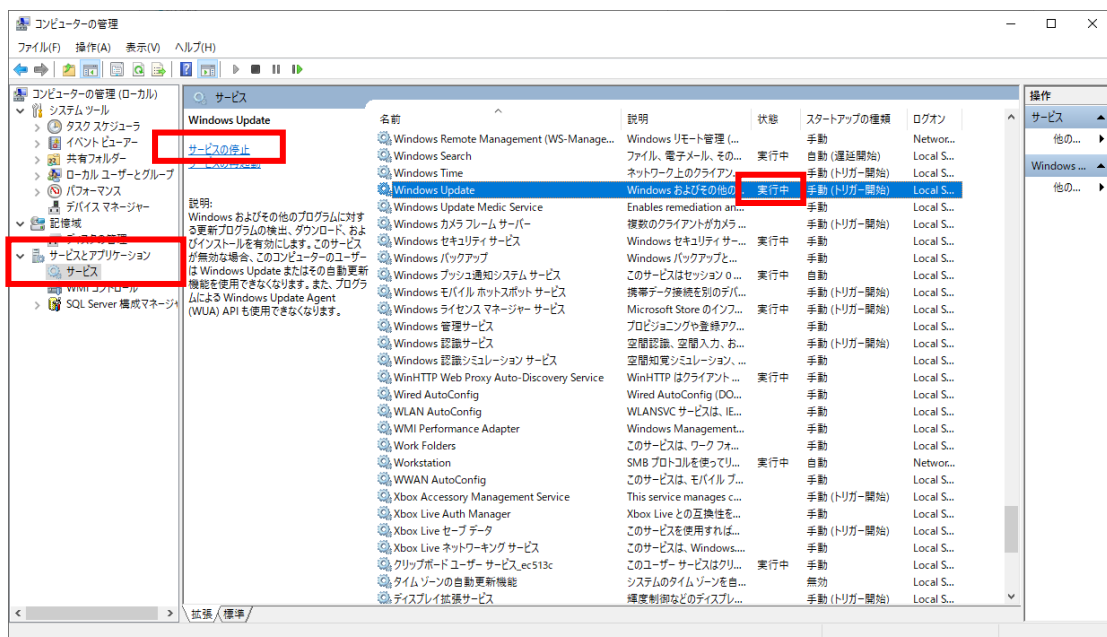 コンピューターの管理
ファイル(F) 操作(A) 表示(V) ヘルプ(H)
コンピューターの管理 (ローカル)
システム ツール
タスク スケジューラ
イベント ビューアー
共有フォルダー
ローカル ユーザーとグループ
パフォーマンス
デバイス マネージャー
記憶域
ディスクの管理
サービスとアプリケーション
サービス
WMI コントロール
SQL Server 構成マネージャ
サービス
Windows Update
サービスの停止
サービスの再起動
説明:
Windows およびその他のプログラムに対す
る更新プログラムの検出、ダウンロード、およ
びインストールを有効にします。このサービス
が無効な場合、このコンピューターのユーザー
は Windows Update またはその自動更新
機能を使用できなくなります。また、プログラ
ムによる Windows Update Agent
(WUA) API も使用できなくなります。
名前 説明 状態 スタートアップの種類 ログオン
Windows Remote Management (WS-Manage... Windows リモート管理 (... 手動 Networ...
Windows Search ファイル、電子メール、その... 実行中 自動 (遅延開始) Local S...
Windows Time ネットワーク上のクライアン... 手動 (トリガー開始) Local S...
Windows Update Windows およびその他の... 実行中 手動 (トリガー開始) Local S...
Windows Update Medic Service Enables remediation an... 手動 Local S...
Windows カメラ フレーム サーバー 複数のクライアントがカメラ... 手動 (トリガー開始) Local S...
Windows セキュリティ サービス Windows セキュリティ サー... 実行中 手動 Local S...
Windows バックアップ Windows バックアップと... 手動 Local S...
Windows プッシュ通知システム サービス このサービスはセッション 0 ... 実行中 自動 Local S...
Windows モバイル ホットスポット サービス 携帯データ接続を別のデバ... 手動 (トリガー開始) Local S...
Windows ライセンス マネージャー サービス Microsoft Store のインフ... 実行中 手動 (トリガー開始) Local S...
Windows 管理サービス プロビジョニングや登録アク... 手動 Local S...
Windows 認識サービス 空間認識、空間入力、お... 手動 (トリガー開始) Local S...
Windows 認識シミュレーション サービス 空間知覚シミュレーション、... 手動 Local S...
WinHTTP Web Proxy Auto-Discovery Service WinHTTP はクライアント ... 実行中 手動 Local S...
Wired AutoConfig Wired AutoConfig (DO... 手動 Local S...
WLAN AutoConfig WLANSVC サービスは、IE... 手動 Local S...
WMI Performance Adapter Windows Management... 手動 Local S...
Work Folders このサービスは、ワーク フォ... 手動 Local S...
Workstation SMB プロトコルを使ってリ... 実行中 自動 Networ...
WWAN AutoConfig このサービスは、モバイル ブ... 手動 Local S...
Xbox Accessory Management Service This service manages c... 手動 (トリガー開始) Local S...
Xbox Live Auth Manager Xbox Live との互換性を... 手動 Local S...
Xbox Live セーブ データ このサービスを使用すれば... 手動 (トリガー開始) Local S...
Xbox Live ネットワーキング サービス このサービスは、Windows.... 手動 Local S...
クリップボード ユーザー サービス_ec513c このユーザー サービスはクリ... 実行中 手動 Local S...
タイム ゾーンの自動更新機能 システムのタイム ゾーンを自... 無効 Local S...
ディスプレイ拡張サービス 輝度制御などのディスプレ... 手動 (トリガー開始) Local S...
拡張 標準
操作
サービス
他の...
Windows ...
他の...